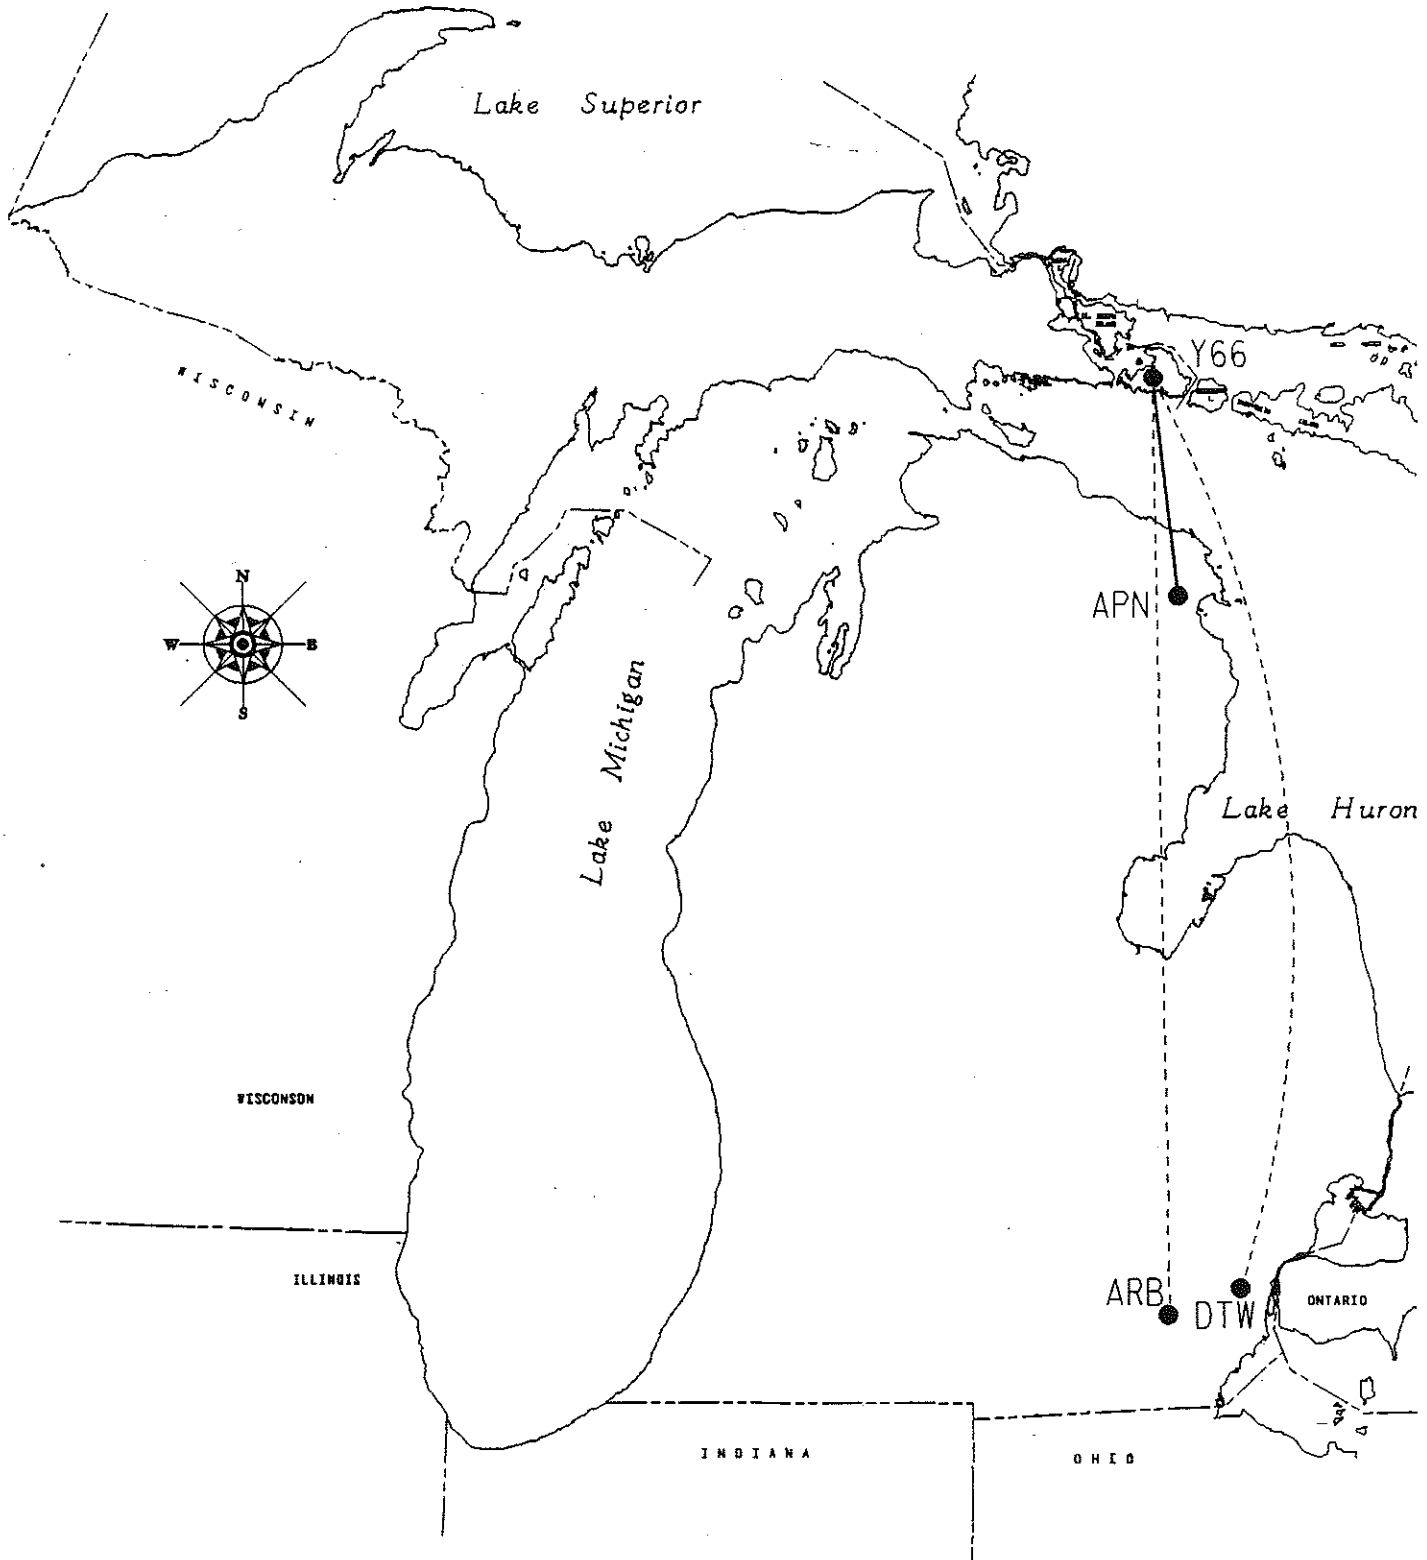 Lake Superior
Y66
WISCONSIN
N
W
E
S
APN
Lake Michigan
Lake Huron
WISCONSON
ILLINOIS
ARB
DTW
ONTARIO
INDIANA
OHIO